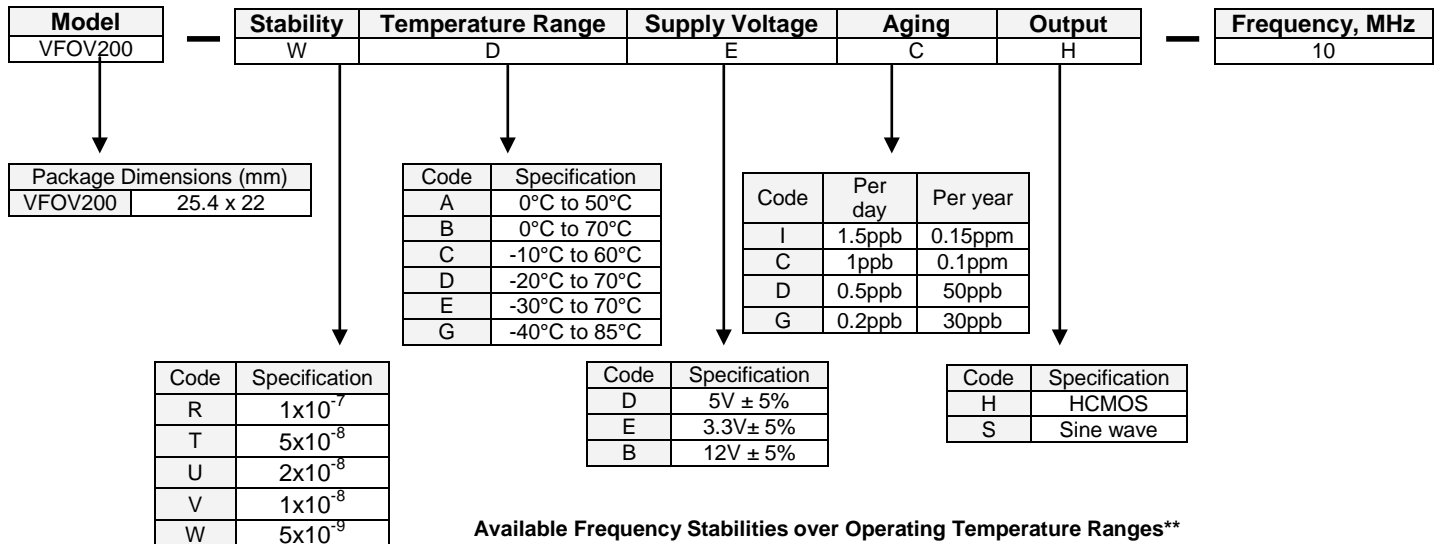 Model Stability Temperature Range Supply Voltage Aging Output Frequency, MHz
VFOV200 — W D E C H — 10
Package Dimensions (mm)
VFOV200 25.4 x 22
Code Specification
A 0°C to 50°C
B 0°C to 70°C
C -10°C to 60°C
D -20°C to 70°C
E -30°C to 70°C
G -40°C to 85°C
Code Per day Per year
I 1.5ppb 0.15ppm
C 1ppb 0.1ppm
D 0.5ppb 50ppb
G 0.2ppb 30ppb
Code Specification
R 1x10⁻⁷
T 5x10⁻⁸
U 2x10⁻⁸
V 1x10⁻⁸
W 5x10⁻⁹
Code Specification
D 5V ± 5%
E 3.3V± 5%
B 12V ± 5%
Code Specification
H HCMOS
S Sine wave
Available Frequency Stabilities over Operating Temperature Ranges**